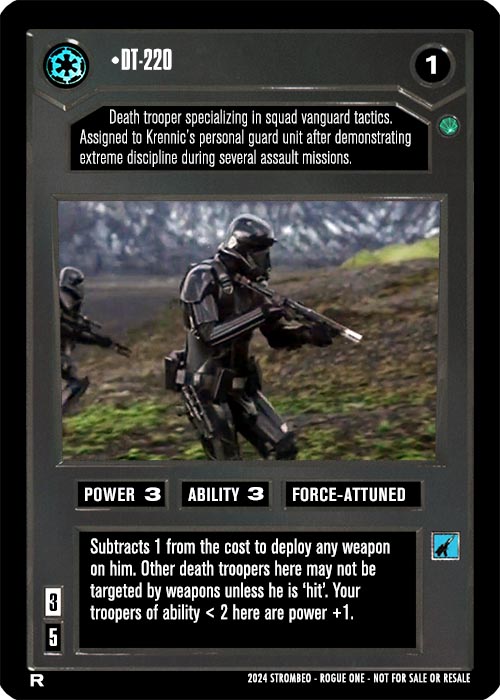 •DT-220
1
Death trooper specializing in squad vanguard tactics.
Assigned to Krennic's personal guard unit after demonstrating
extreme discipline during several assault missions.
POWER 3 ABILITY 3 FORCE-ATTUNED
Subtracts 1 from the cost to deploy any weapon
on him. Other death troopers here may not be
targeted by weapons unless he is 'hit'. Your
troopers of ability < 2 here are power +1.
3
5
R
2024 STROMBEO - ROGUE ONE - NOT FOR SALE OR RESALE